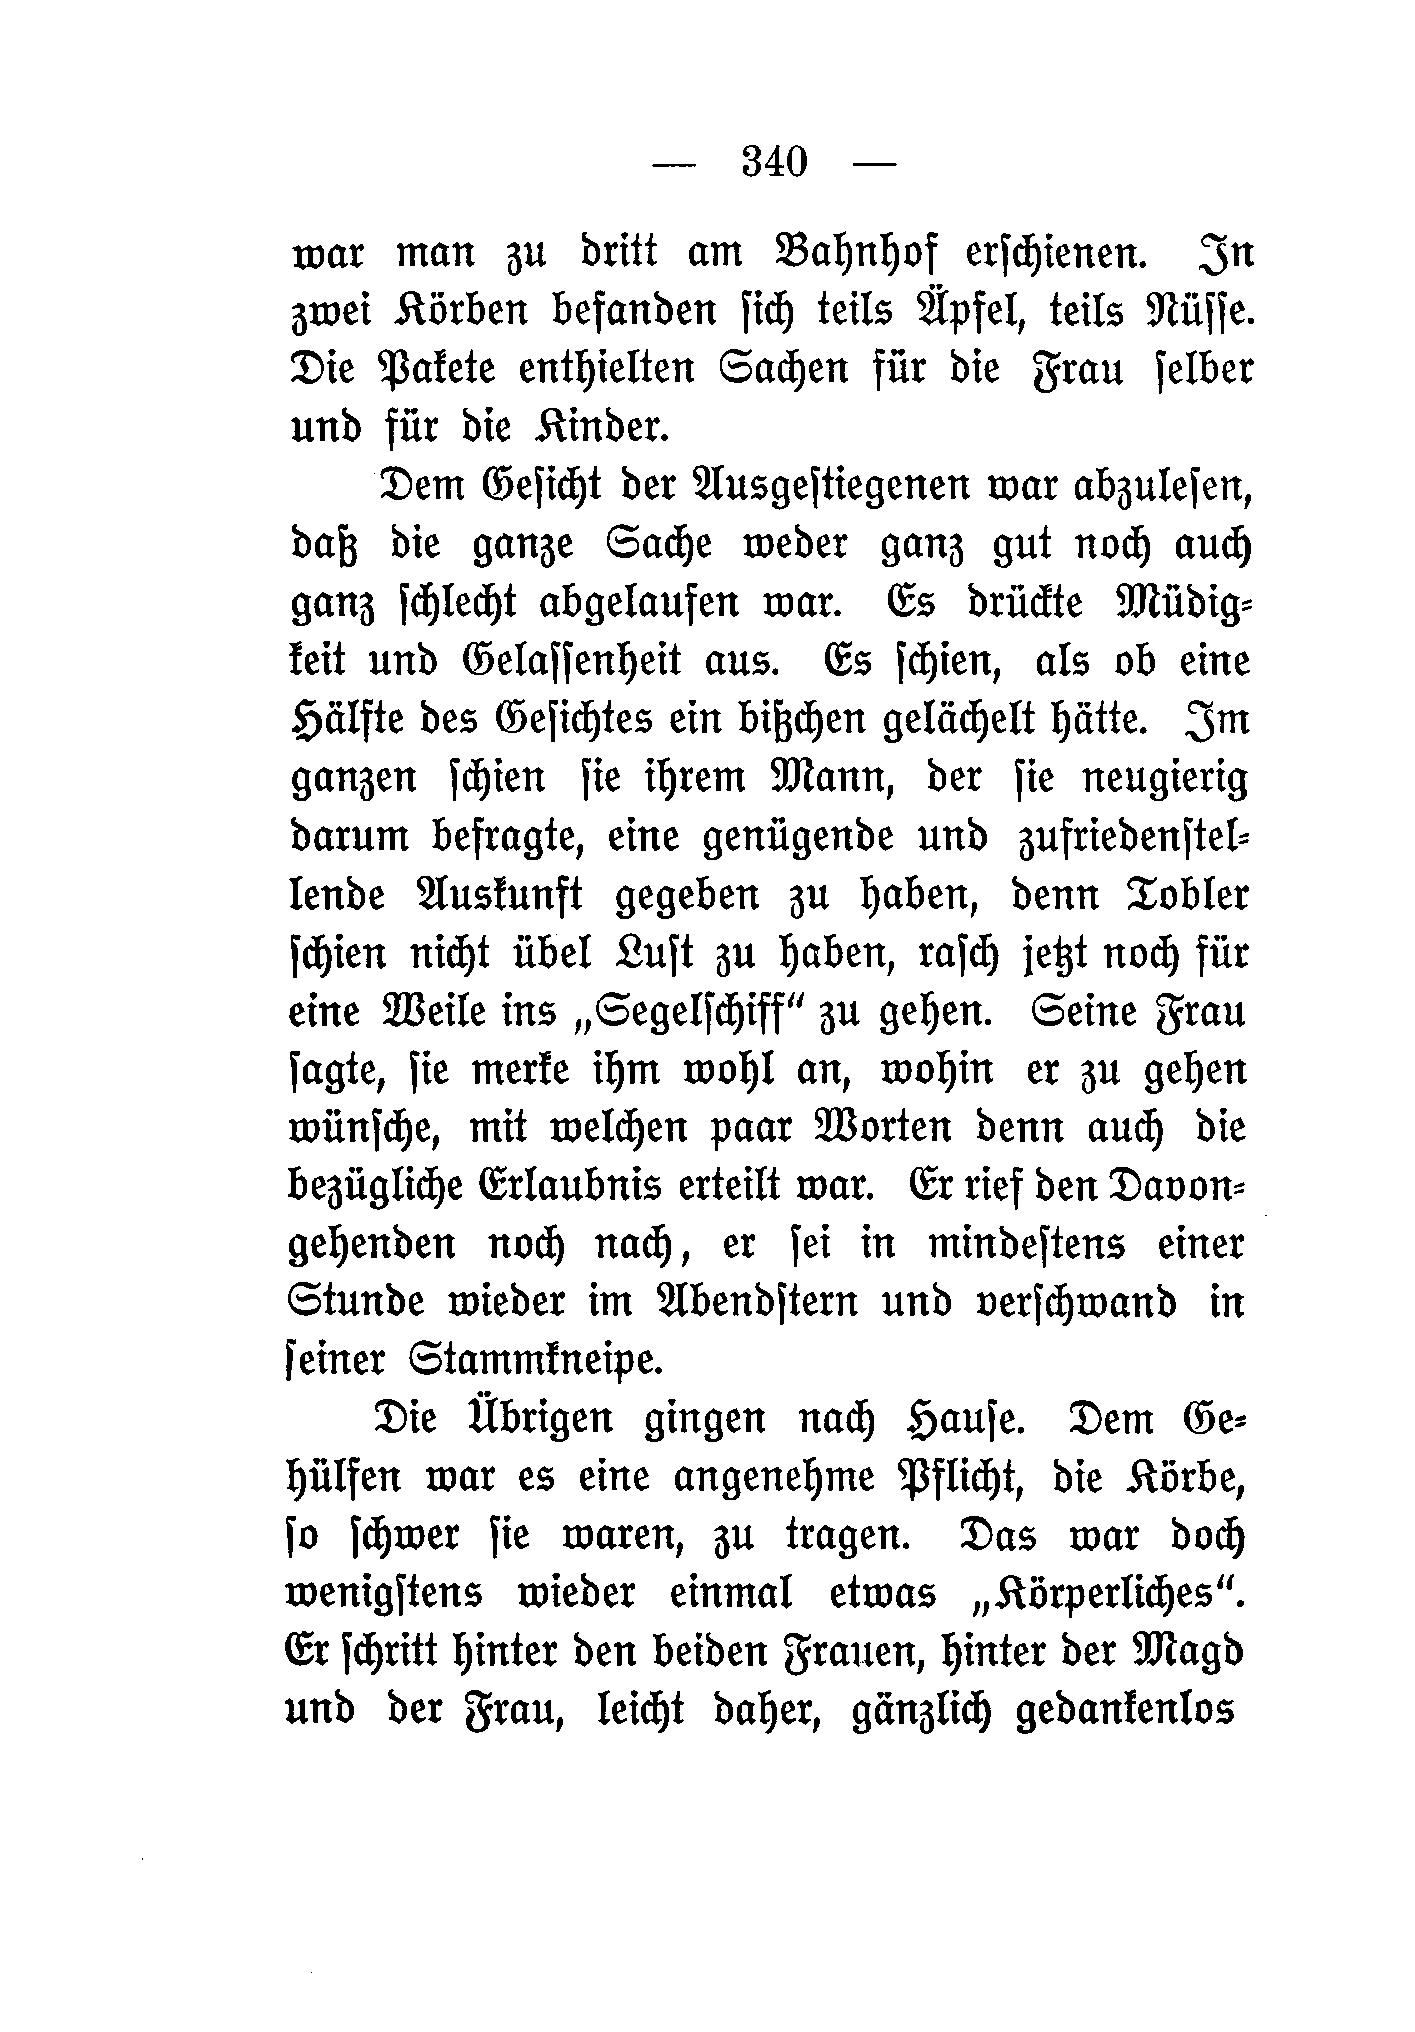 — 340 —
war man zu dritt am Bahnhof erſchienen. In
zwei Körben befanden ſich teils Äpfel, teils Nüſſe.
Die Pakete enthielten Sachen für die Frau ſelber
und für die Kinder.
Dem Geſicht der Ausgeſtiegenen war abzuleſen,
daß die ganze Sache weder ganz gut noch auch
ganz ſchlecht abgelaufen war. Es drückte Müdig-
keit und Gelaſſenheit aus. Es ſchien, als ob eine
Hälfte des Geſichtes ein bißchen gelächelt hätte. Im
ganzen ſchien ſie ihrem Mann, der ſie neugierig
darum befragte, eine genügende und zufriedenſtel-
lende Auskunft gegeben zu haben, denn Tobler
ſchien nicht übel Luſt zu haben, raſch jetzt noch für
eine Weile ins „Segelſchiff“ zu gehen. Seine Frau
ſagte, ſie merke ihm wohl an, wohin er zu gehen
wünſche, mit welchen paar Worten denn auch die
bezügliche Erlaubnis erteilt war. Er rief den Davon-
gehenden noch nach, er ſei in mindeſtens einer
Stunde wieder im Abendſtern und verſchwand in
ſeiner Stammkneipe.
Die Übrigen gingen nach Hauſe. Dem Ge-
hülfen war es eine angenehme Pflicht, die Körbe,
ſo ſchwer ſie waren, zu tragen. Das war doch
wenigſtens wieder einmal etwas „Körperliches“.
Er ſchritt hinter den beiden Frauen, hinter der Magd
und der Frau, leicht daher, gänzlich gedankenlos